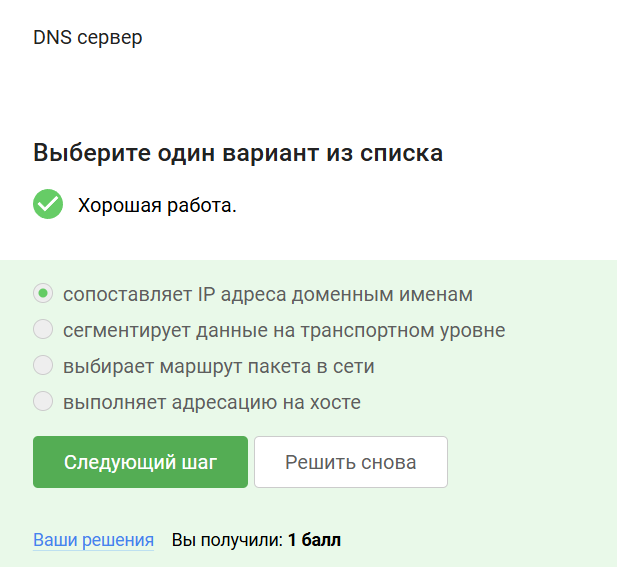 DNS сервер
Выберите один вариант из списка
Хорошая работа.
сопоставляет IP адреса доменным именам
сегментирует данные на транспортном уровне
выбирает маршрут пакета в сети
выполняет адресацию на хосте
Следующий шаг Решить снова
Ваши решения Вы получили: 1 балл